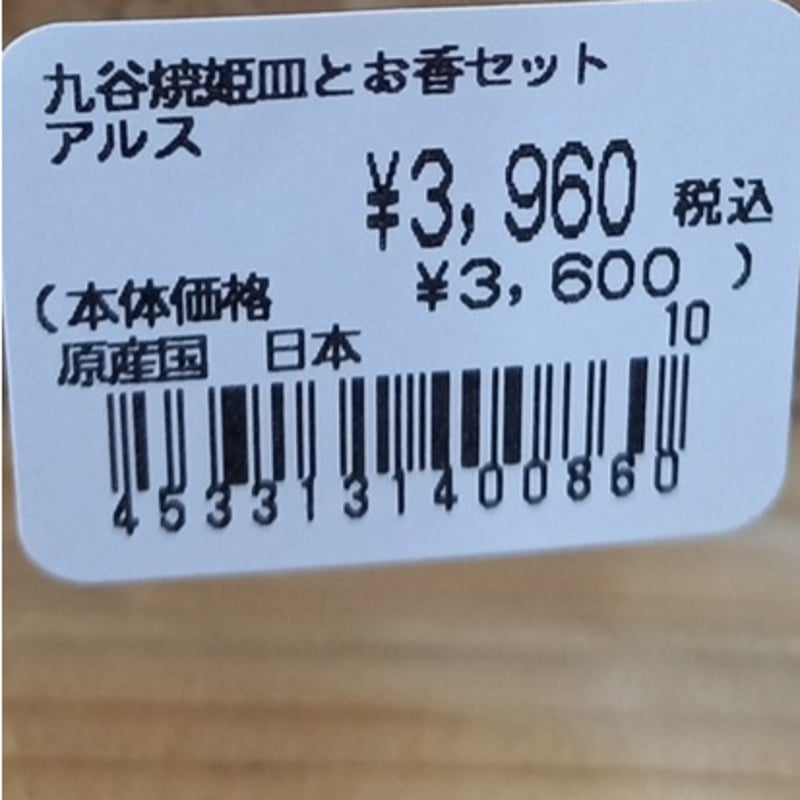 九谷焼姫皿とお香セット
アルス
¥3,960 税込
(本体価格 ¥3,600 )
原産国 日本 10
4533131400860